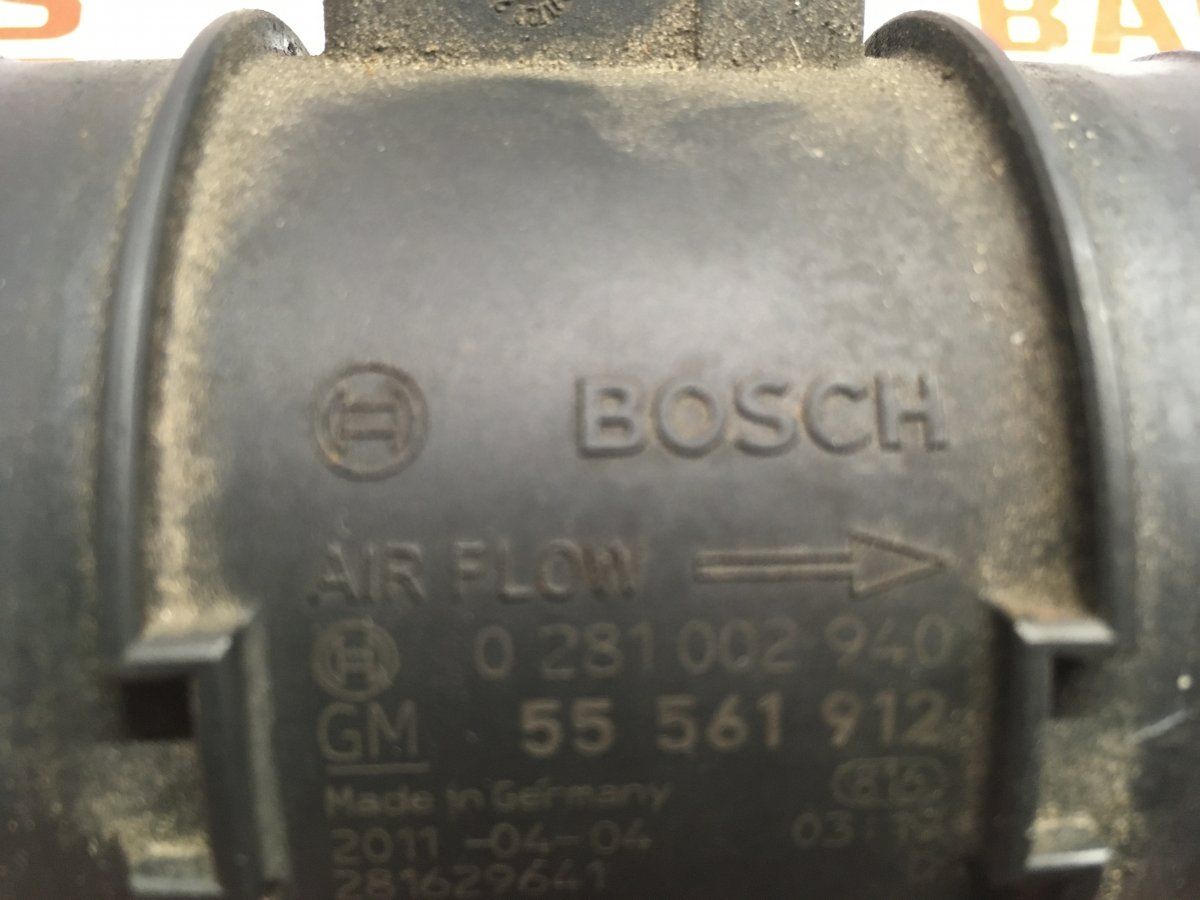 BOSCH
AIR FLOW
0 281 002 940
GM 55 561 912
Made in Germany
2011-04-04
281629641